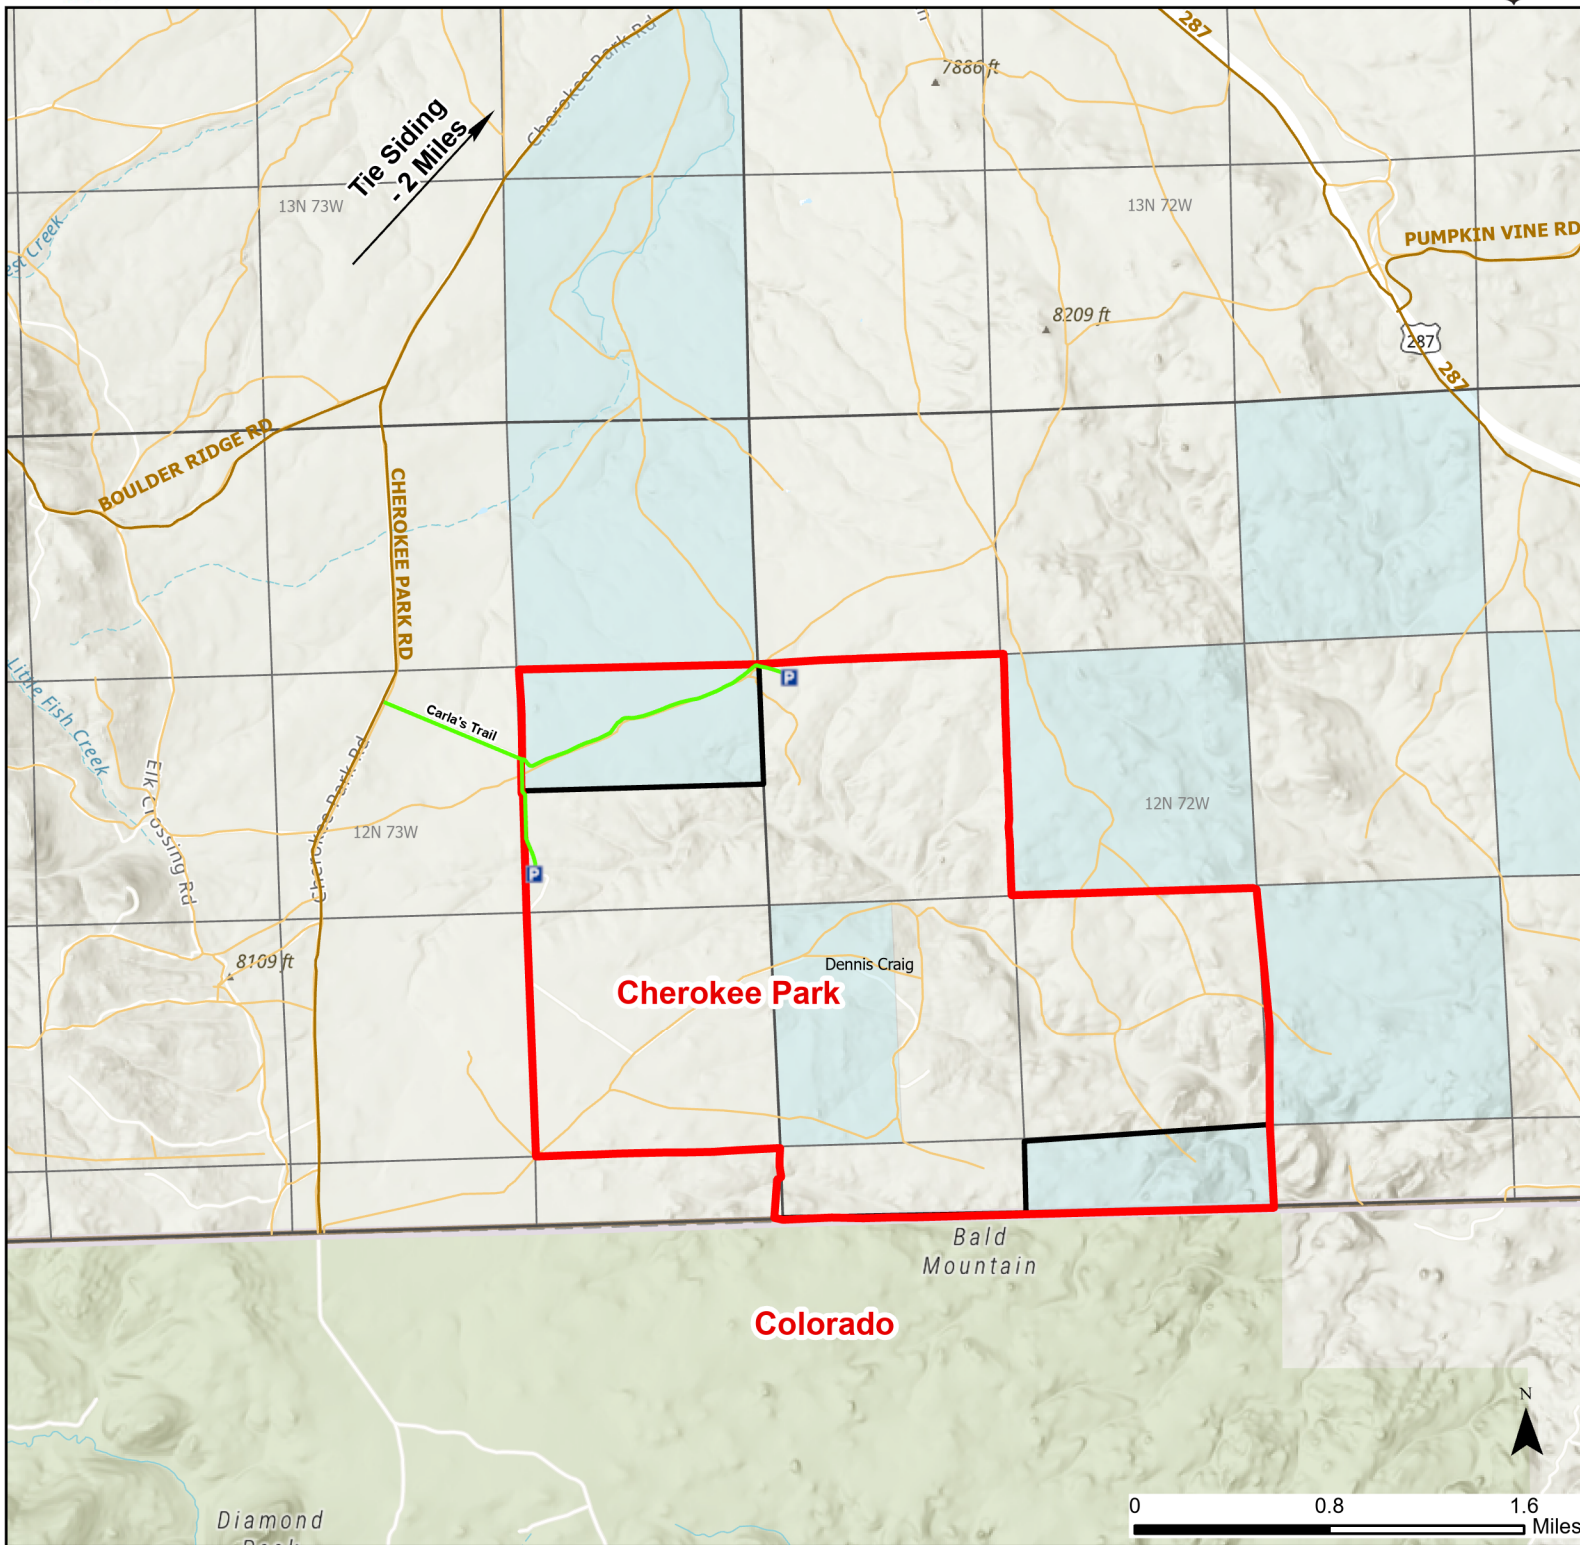 287
Cherokee Park Rd
7886 ft
Tie Siding
- 2 Miles
13N 73W
13N 72W
est Creek
PUMPKIN VINE RD
8209 ft
287
287
BOULDER RIDGE RD
CHEROKEE PARK RD
Little Fish Creek
P
Carla's Trail
Elk Crossing Rd
Cherokee Park Rd
12N 72W
12N 73W
P
8109 ft
Dennis Craig
Cherokee Park
Bald
Mountain
Colorado
N
0 0.8 1.6
Miles
Diamond